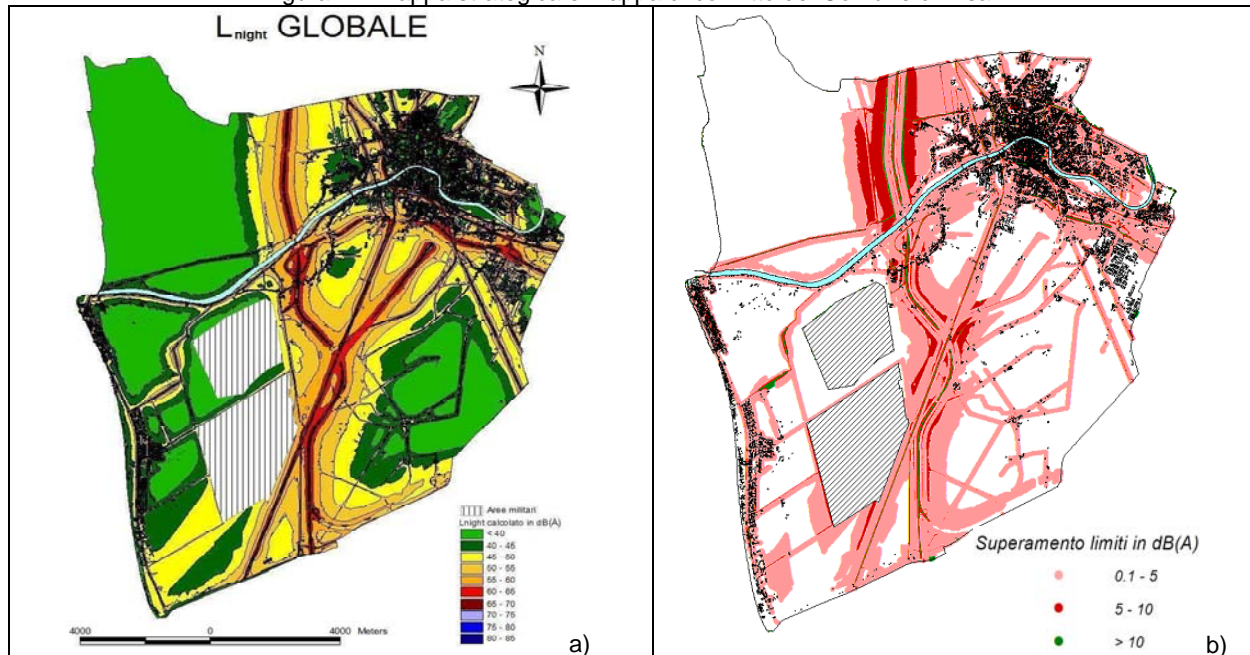 L night GLOBALE
N
Aree militari
Lnight calcolato in dB(A)
< 40
40 - 45
45 - 50
50 - 55
55 - 60
60 - 65
65 - 70
70 - 75
75 - 80
80 - 85
4000 0 4000 Meters
a)
Superamento limiti in dB(A)
0.1 - 5
5 - 10
> 10
b)